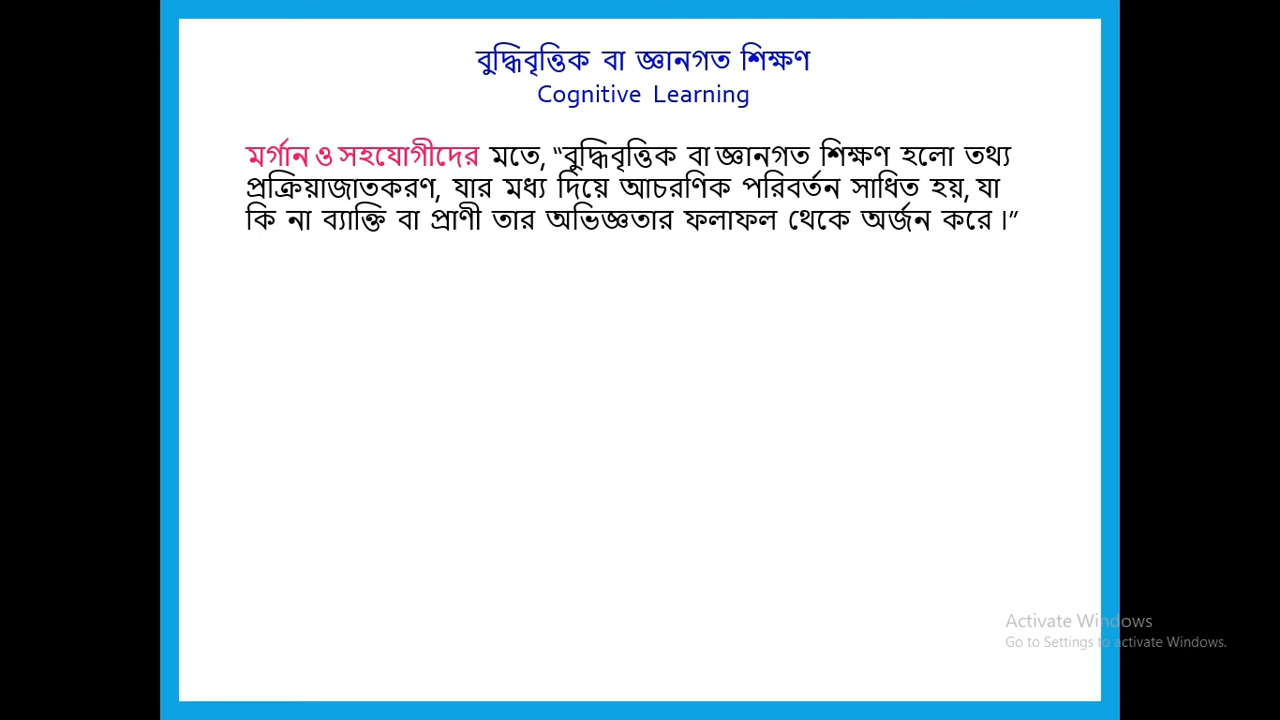 বুদ্ধিবৃত্তিক বা জ্ঞানগত শিক্ষণ
Cognitive Learning
মর্গান ও সহযোগীদের মতে, “বুদ্ধিবৃত্তিক বা জ্ঞানগত শিক্ষণ হলো তথ্য
প্রক্রিয়াজাতকরণ, যার মধ্য দিয়ে আচরণিক পরিবর্তন সাধিত হয়, যা
কি না ব্যাক্তি বা প্রাণী তার অভিজ্ঞতার ফলাফল থেকে অর্জন করে।”
Activate Windows
Go to Settings to activate Windows.